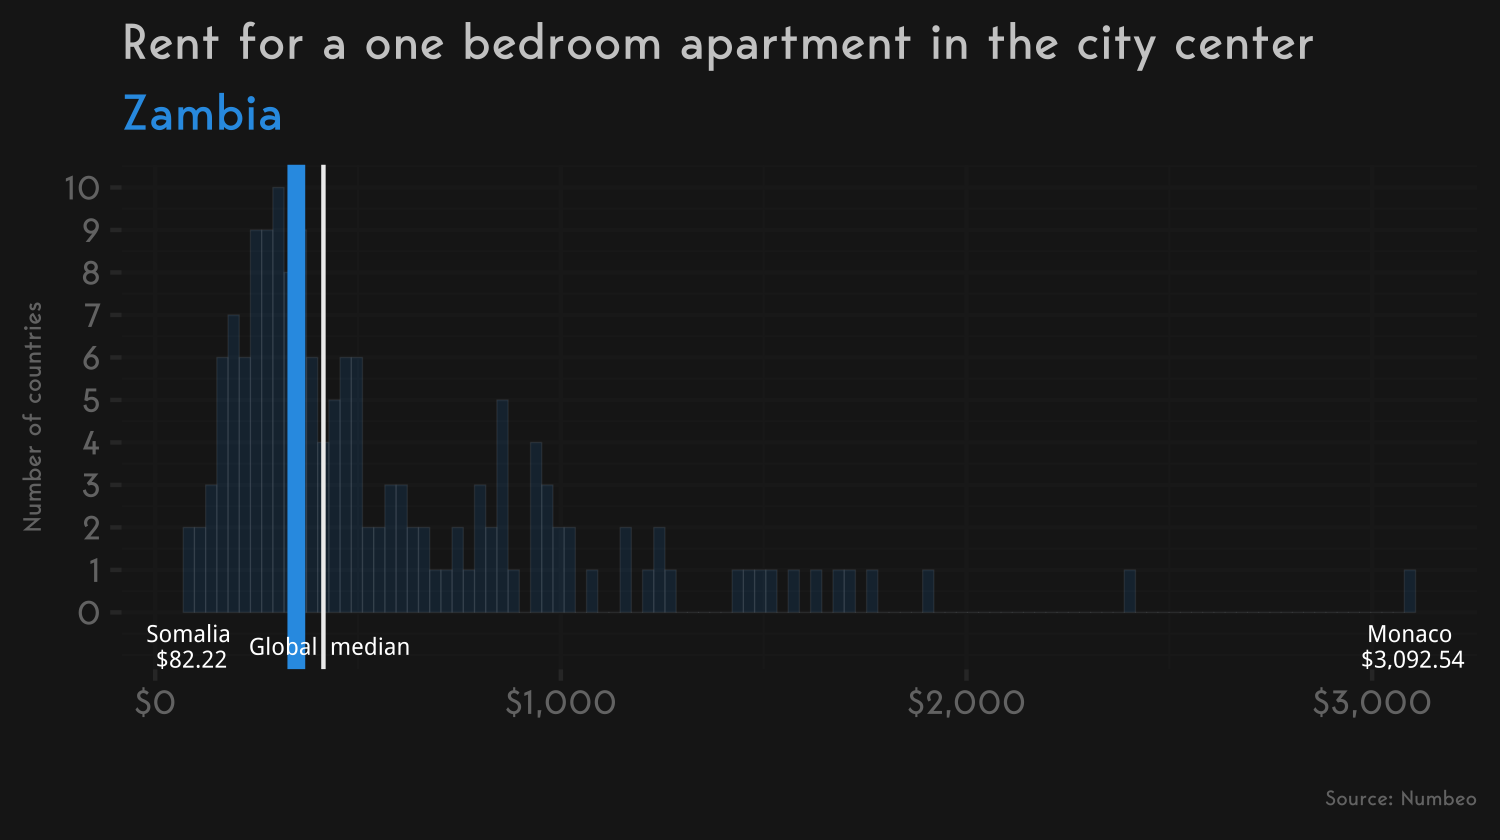 Rent for a one bedroom apartment in the city center
Zambia
Number of countries
10
9
8
7
6
5
4
3
2
1
0
Somalia
$82.22
Global median
Monaco
$3,092.54
$0
$1,000
$2,000
$3,000
Source: Numbeo